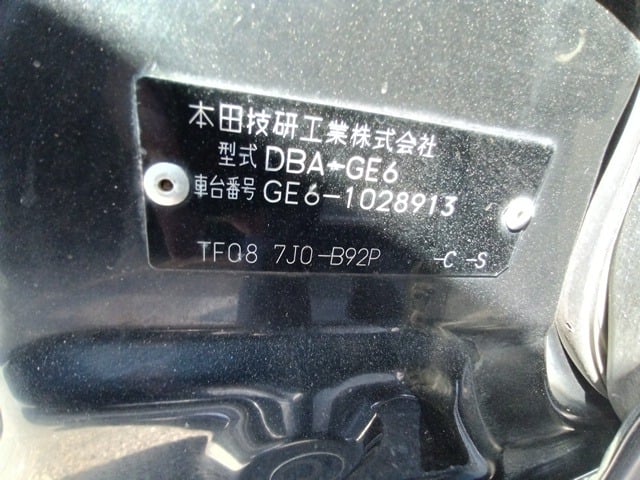 本田技研工業株式会社
型式 DBA-GE6
車台番号 GE6-1028913
TF08 7J0-B92P -C -S